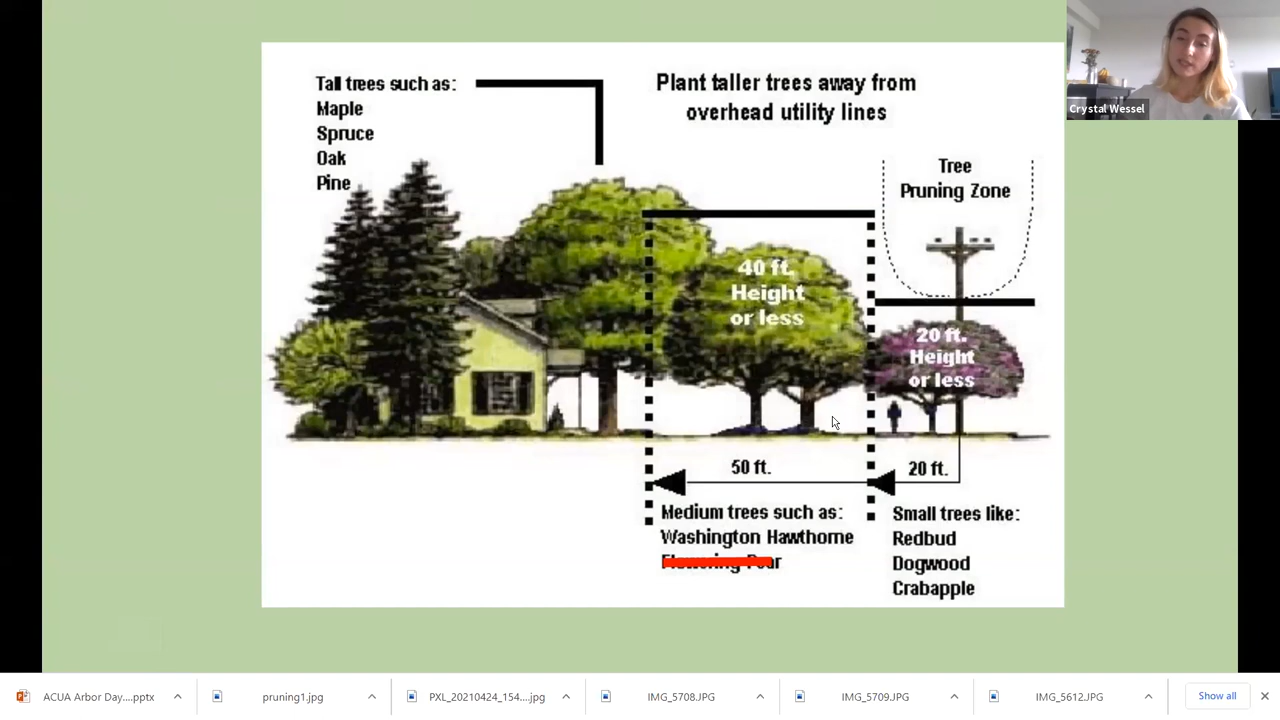 Tall trees such as:
Maple
Spruce
Oak
Pine
Plant taller trees away from
overhead utility lines
Tree
Pruning Zone
40 ft.
Height
or less
20 ft.
Height
or less
50 ft.
20 ft.
Medium trees such as:
Washington Hawthorne
Flowering Pear
Small trees like:
Redbud
Dogwood
Crabapple
Crystal Wessel
ACUA Arbor Day....pptx
pruning1.jpg
PXL_20210424_154....jpg
IMG_5708.JPG
IMG_5709.JPG
IMG_5612.JPG
Show all